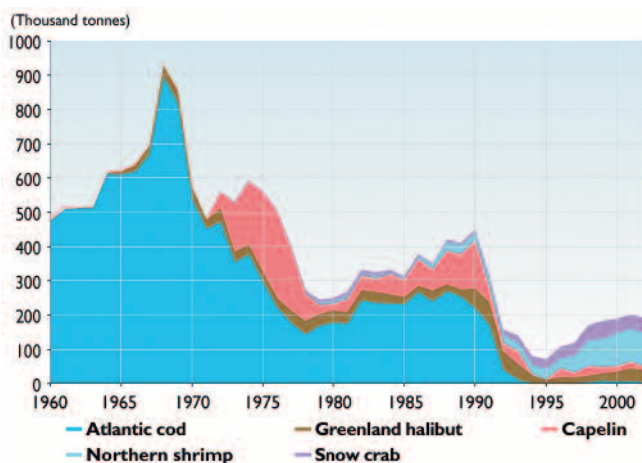 (Thousand tonnes)
1000
900
800
700
600
500
400
300
200
100
0
1960 1965 1970 1975 1980 1985 1990 1995 2000
Atlantic cod Greenland halibut Capelin
Northern shrimp Snow crab